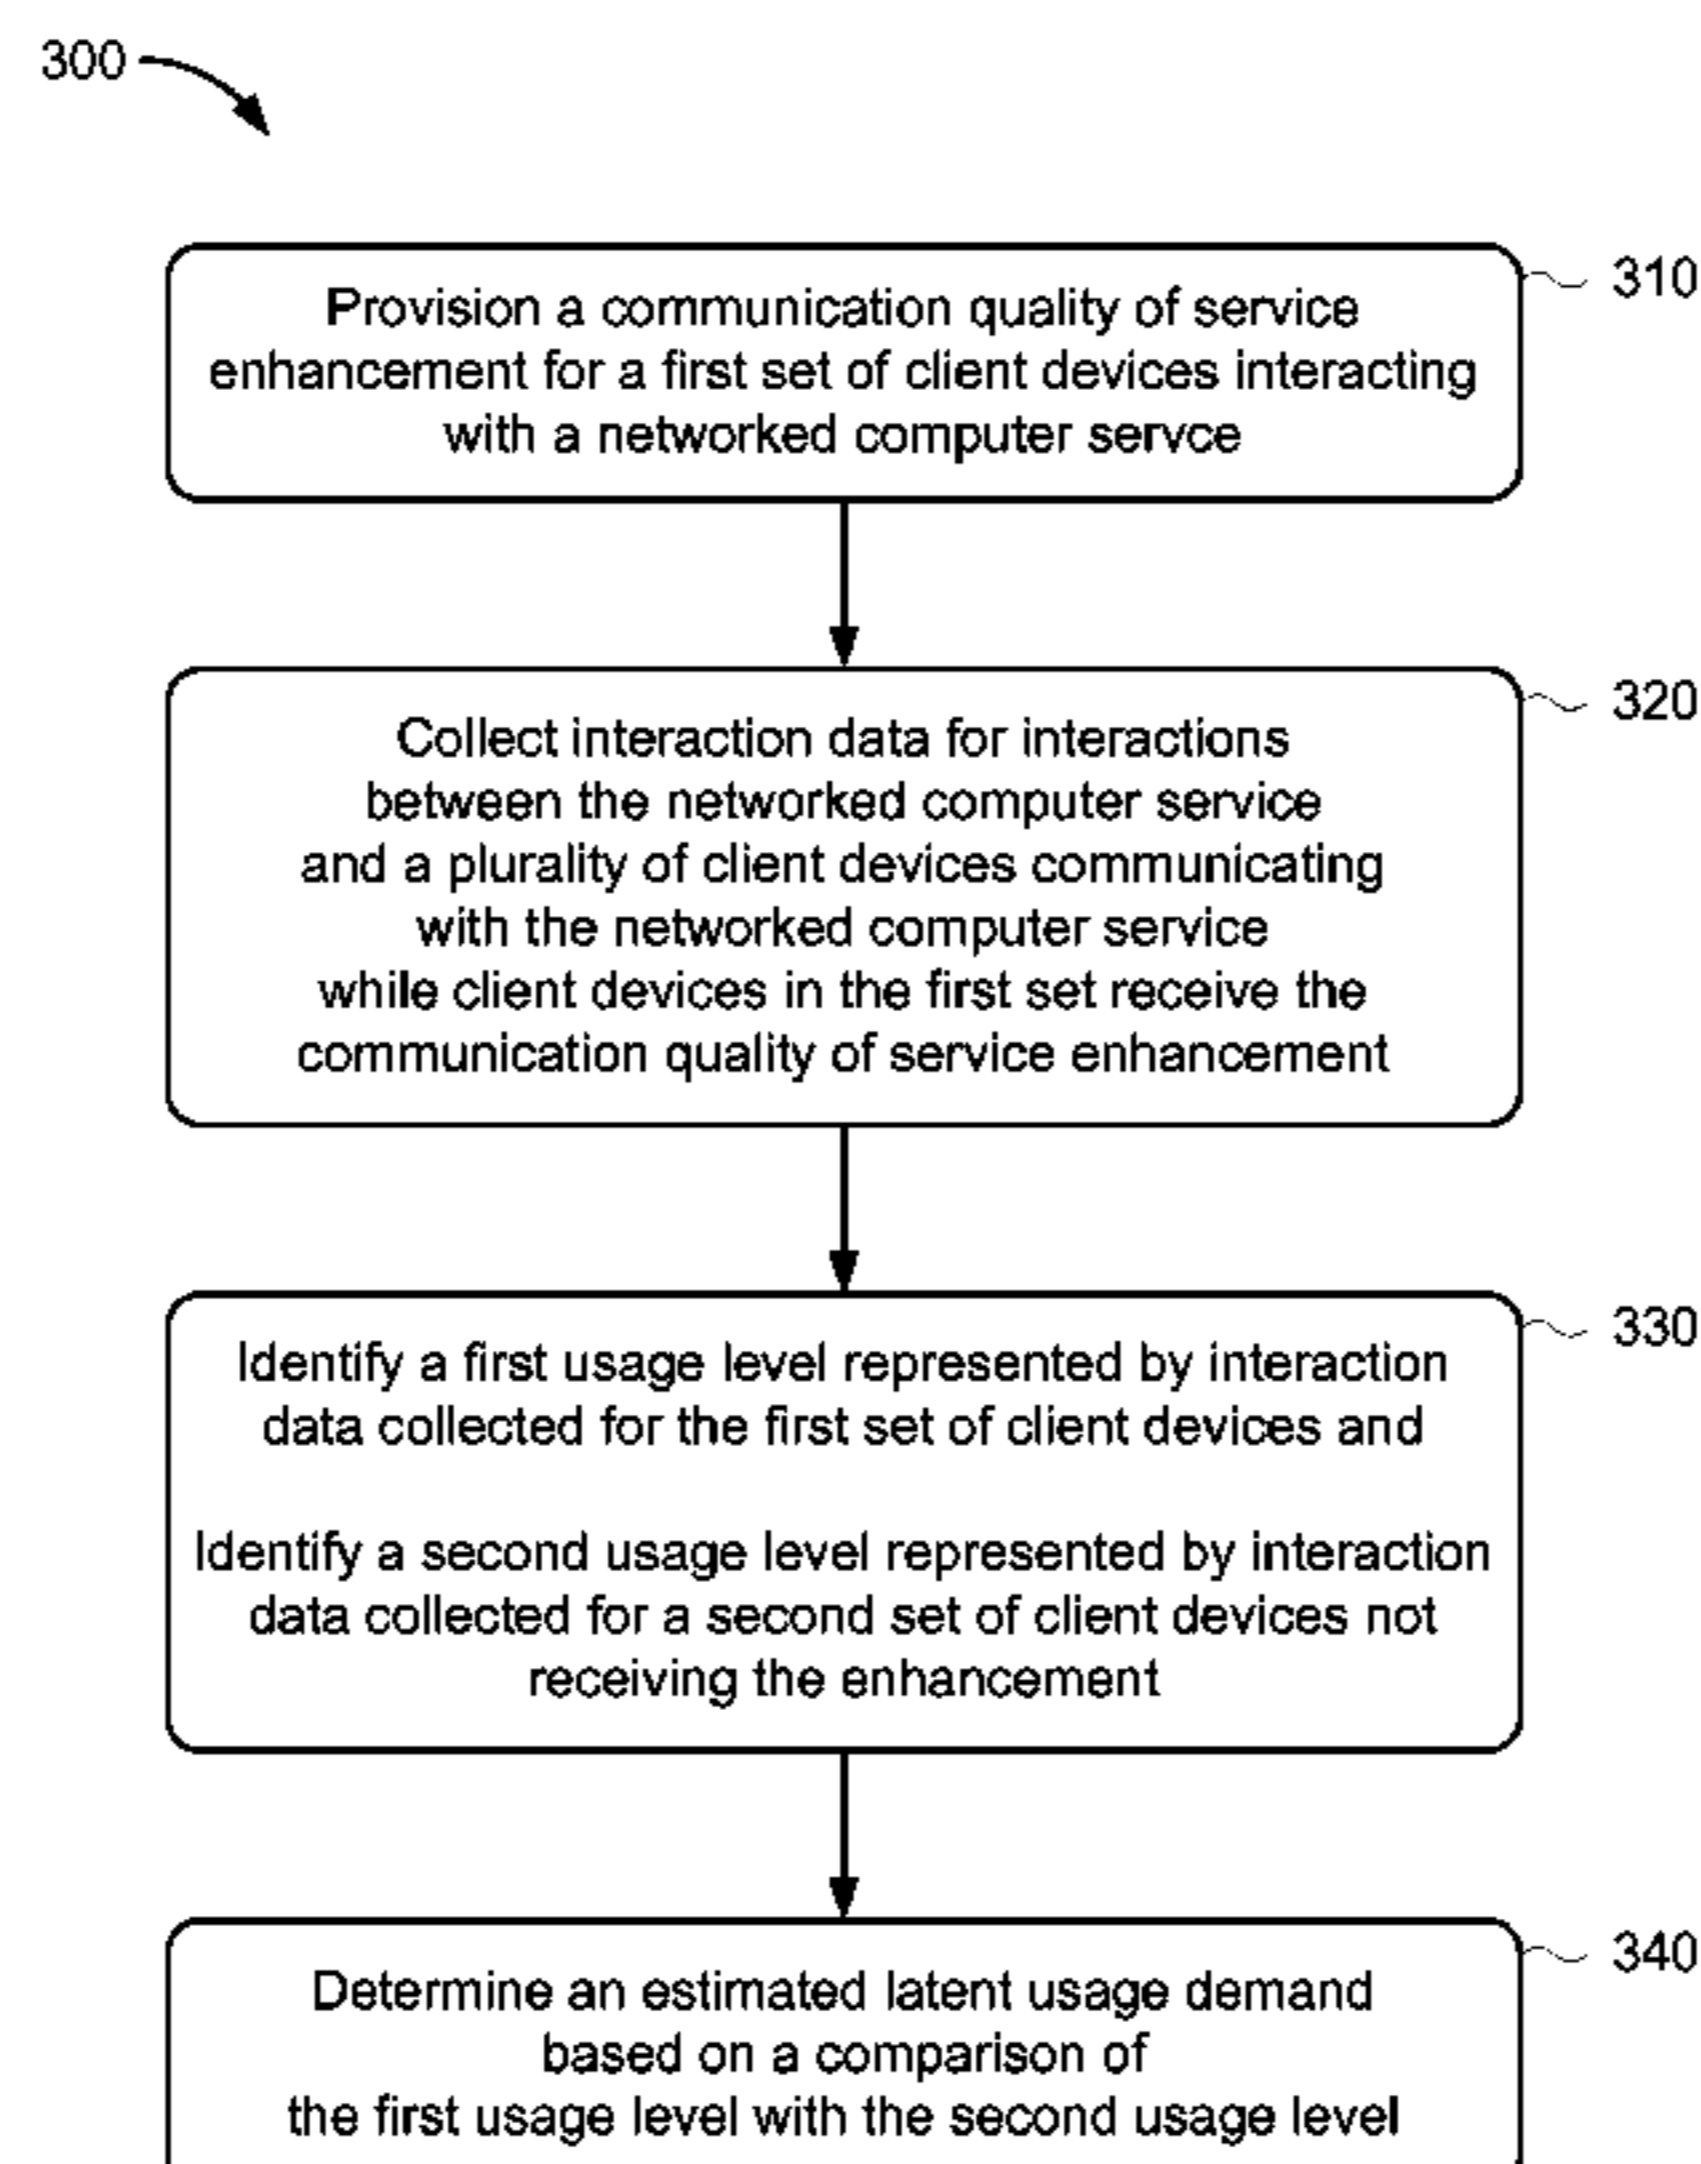 300
310
Provision a communication quality of service
enhancement for a first set of client devices interacting
with a networked computer servce
320
Collect interaction data for interactions
between the networked computer service
and a plurality of client devices communicating
with the networked computer service
while client devices in the first set receive the
communication quality of service enhancement
330
Identify a first usage level represented by interaction
data collected for the first set of client devices and
Identify a second usage level represented by interaction
data collected for a second set of client devices not
receiving the enhancement
340
Determine an estimated latent usage demand
based on a comparison of
the first usage level with the second usage level